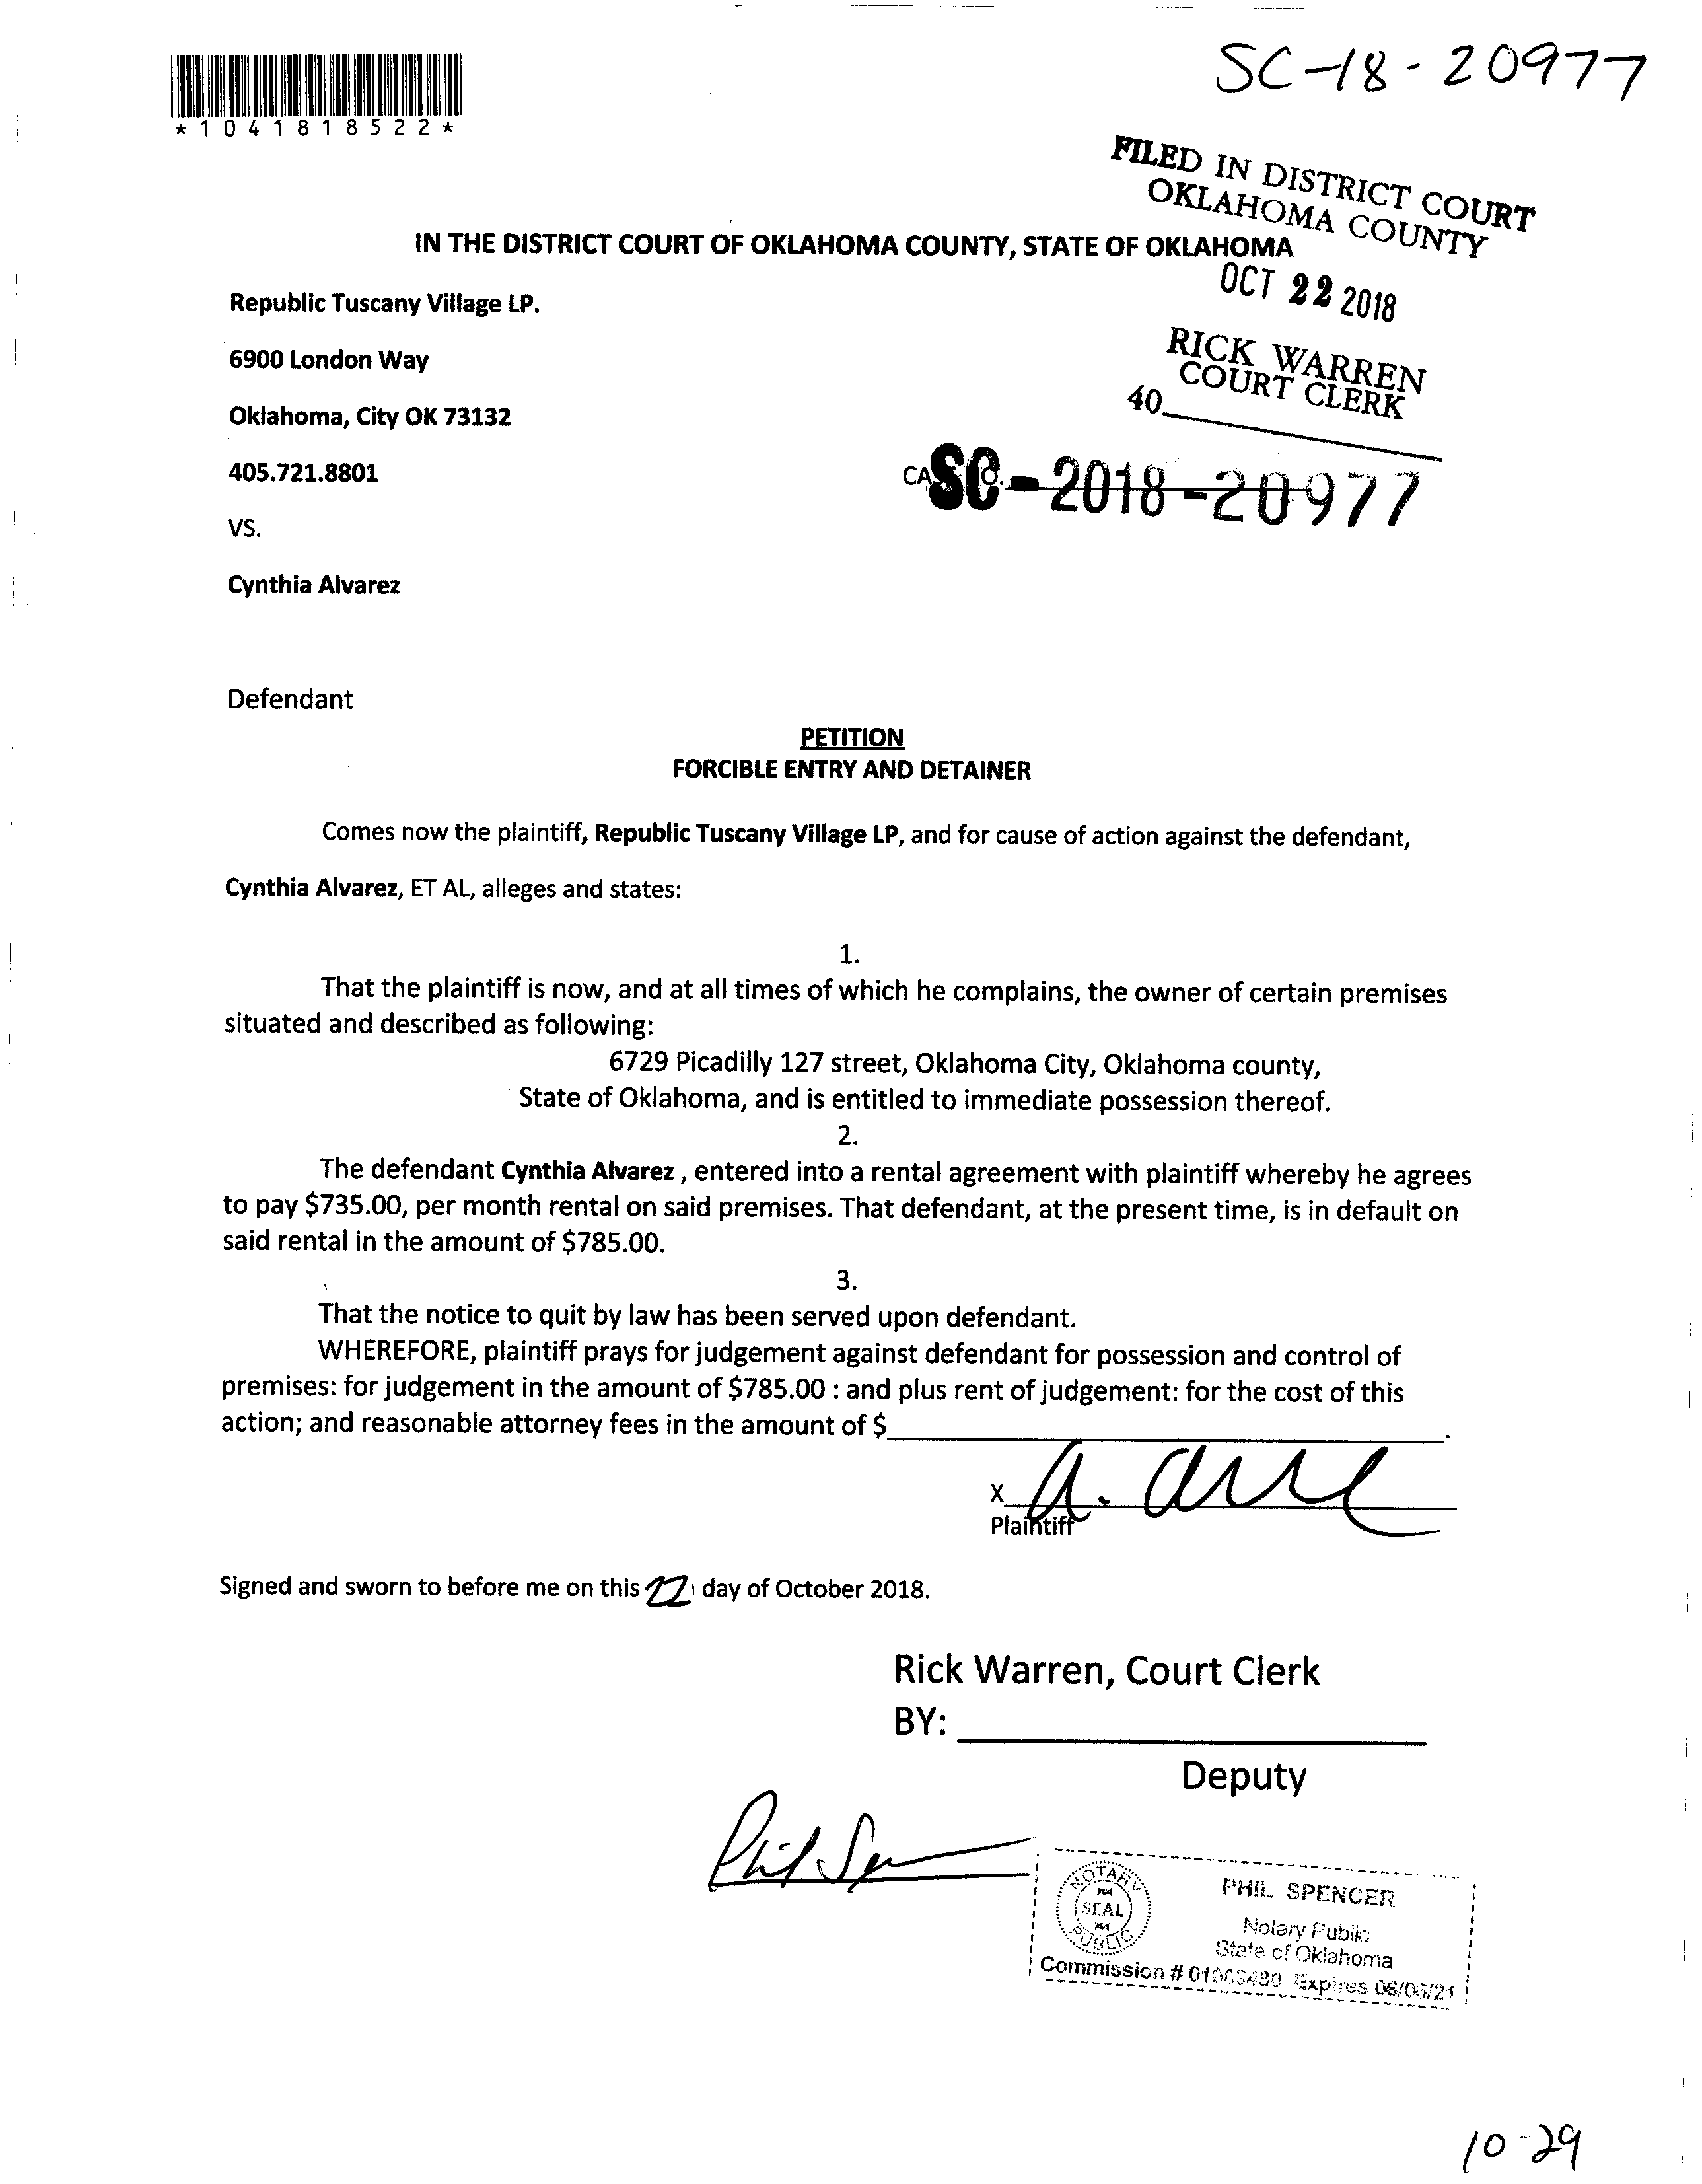 SC-18-20977
*1041818522*
FILED IN DISTRICT COURT
OKLAHOMA COUNTY
IN THE DISTRICT COURT OF OKLAHOMA COUNTY, STATE OF OKLAHOMA
OCT 22 2018
Republic Tuscany Village LP.
RICK WARREN
COURT CLERK
6900 London Way
40
Oklahoma, City OK 73132
405.721.8801
SC-2018-20977
VS.
Cynthia Alvarez
Defendant
PETITION
FORCIBLE ENTRY AND DETAINER
Comes now the plaintiff, Republic Tuscany Village LP, and for cause of action against the defendant,
Cynthia Alvarez, ET AL, alleges and states:
1.
That the plaintiff is now, and at all times of which he complains, the owner of certain premises
situated and described as following:
6729 Picadilly 127 street, Oklahoma City, Oklahoma county,
State of Oklahoma, and is entitled to immediate possession thereof.
2.
The defendant Cynthia Alvarez , entered into a rental agreement with plaintiff whereby he agrees
to pay $735.00, per month rental on said premises. That defendant, at the present time, is in default on
said rental in the amount of $785.00.
3.
That the notice to quit by law has been served upon defendant.
WHEREFORE, plaintiff prays for judgement against defendant for possession and control of
premises: for judgement in the amount of $785.00 : and plus rent of judgement: for the cost of this
action; and reasonable attorney fees in the amount of $
X
Plaintiff
Signed and sworn to before me on this 22 day of October 2018.
Rick Warren, Court Clerk
BY:
Deputy
NOTARY
SEAL
PUBLIC
PHIL SPENCER
Notary Public
State of Oklahoma
Commission # Expires
10-29